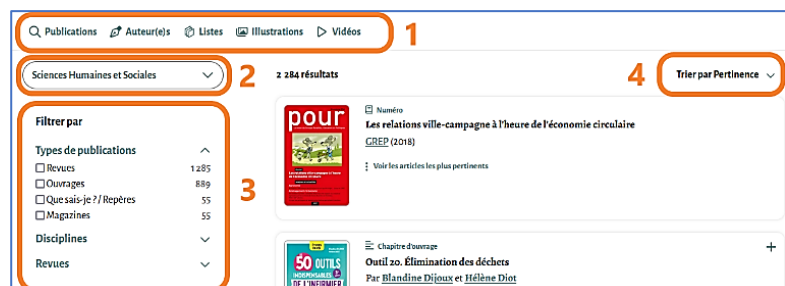 Publications Auteur(e)s Listes Illustrations Vidéos 1
Sciences Humaines et Sociales 2
2 284 résultats
4 Trier par Pertinence
Filtrer par
Types de publications
Revues 1285
Ouvrages 889
Que sais-je ? / Repères 55
Magazines 55
Disciplines
Revues
3
pour
Numéro
Les relations ville-campagne à l'heure de l'économie circulaire
GREP (2018)
Voir les articles les plus pertinents
50 OUTILS
INDISPENSABLES
DE L'INFIRMIER
Chapitre d'ouvrage
Outil 20. Élimination des déchets
Par Blandine Dijoux et Hélène Diot